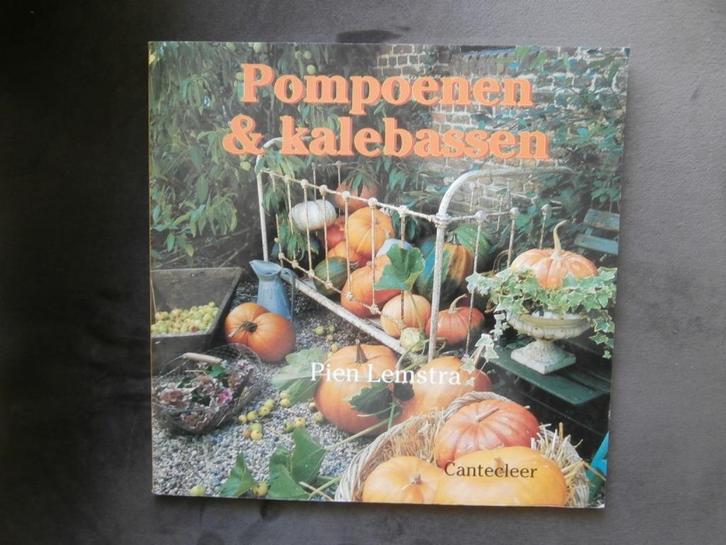 Pompoenen
& kalebassen
Pien Lemstra
Cantecleer